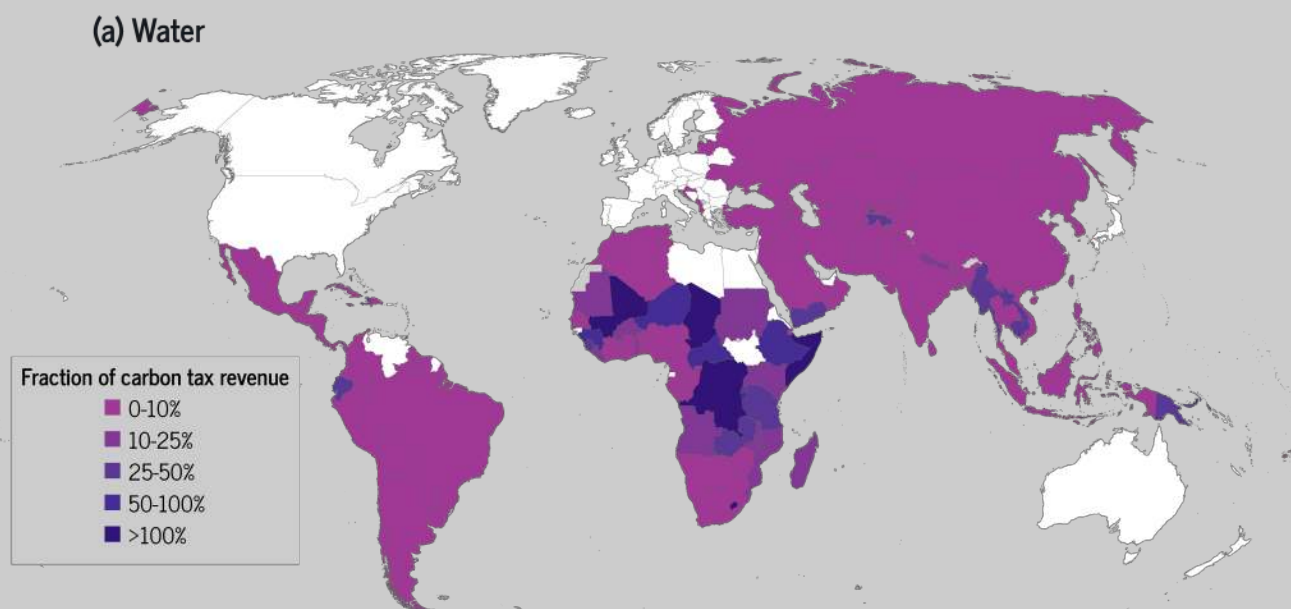 (a) Water
Fraction of carbon tax revenue
0-10%
10-25%
25-50%
50-100%
>100%